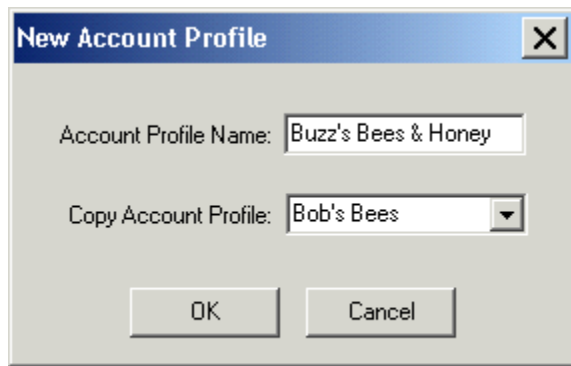 New Account Profile
Account Profile Name: Buzz's Bees & Honey
Copy Account Profile: Bob's Bees
OK Cancel